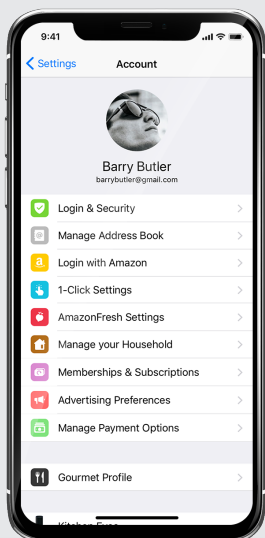 9:41
Settings
Account
Barry Butler
barrybutler@gmail.com
Login & Security
Manage Address Book
Login with Amazon
1-Click Settings
AmazonFresh Settings
Manage your Household
Memberships & Subscriptions
Advertising Preferences
Manage Payment Options
Gourmet Profile